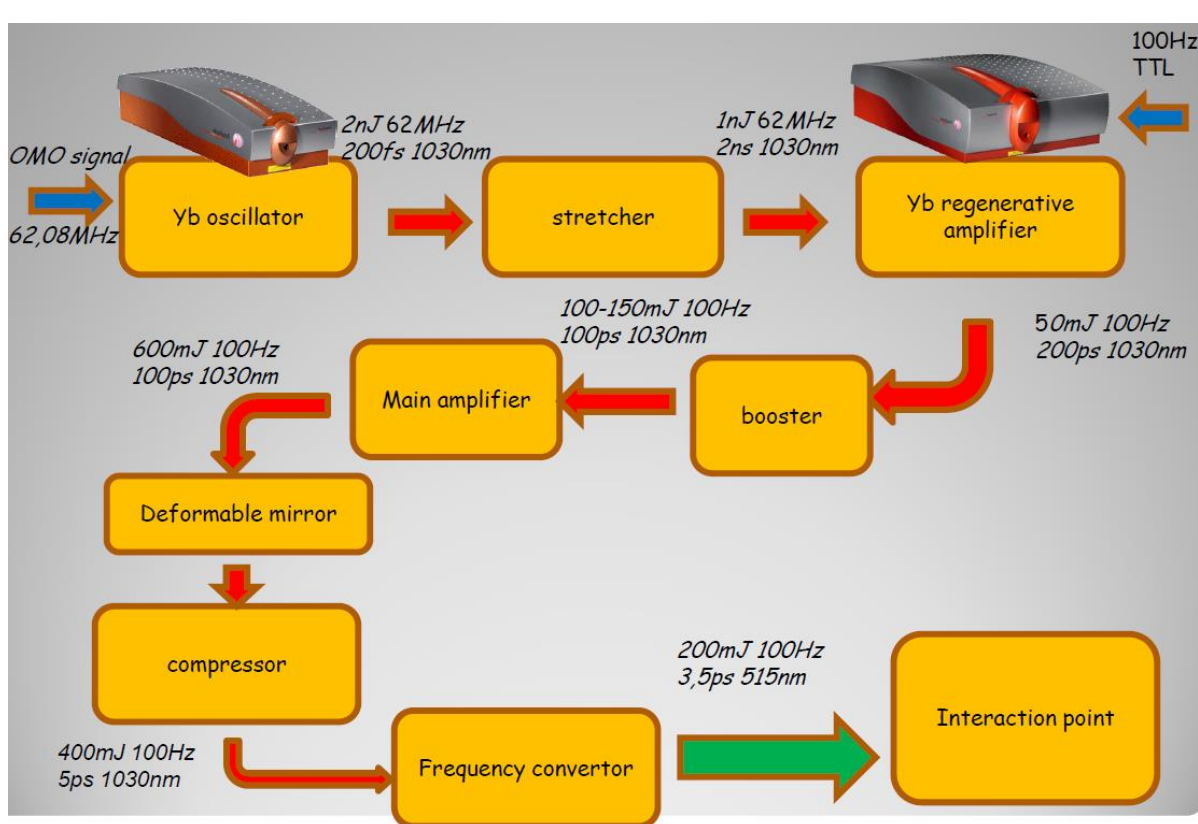 100Hz
TTL
2nJ 62MHz
200fs 1030nm
1nJ 62MHz
2ns 1030nm
OMO signal
62,08MHz
Yb oscillator
stretcher
Yb regenerative
amplifier
100-150mJ 100Hz
100ps 1030nm
50mJ 100Hz
200ps 1030nm
600mJ 100Hz
100ps 1030nm
Main amplifier
booster
Deformable mirror
compressor
200mJ 100Hz
3,5ps 515nm
Interaction point
400mJ 100Hz
5ps 1030nm
Frequency convertor